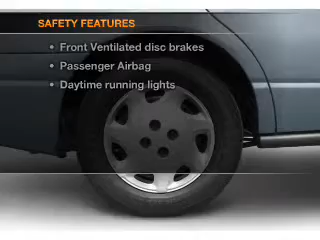 SAFETY FEATURES
• Front Ventilated disc brakes
• Passenger Airbag
• Daytime running lights